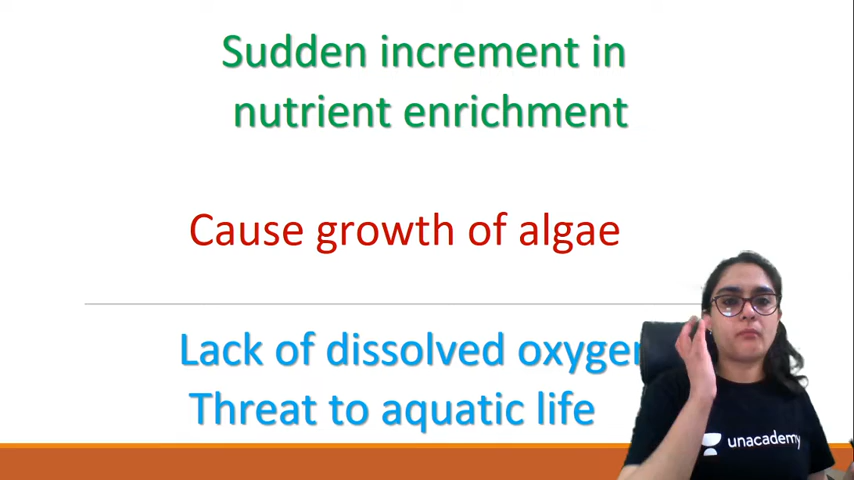 Sudden increment in
nutrient enrichment
Cause growth of algae
Lack of dissolved oxygen
Threat to aquatic life
unacademy